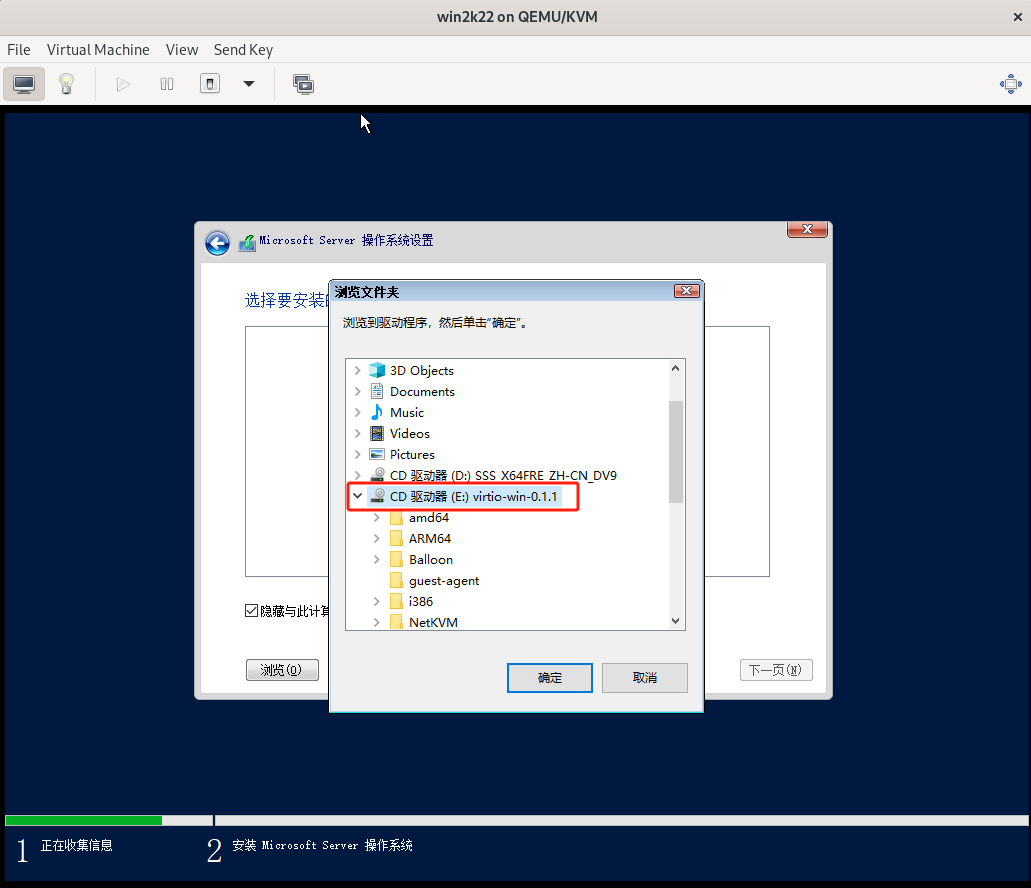 win2k22 on QEMU/KVM
File Virtual Machine View Send Key
Microsoft Server 操作系统设置
选择要安装的
浏览文件夹
浏览到驱动程序，然后单击“确定”。
3D Objects
Documents
Music
Videos
Pictures
CD 驱动器 (D:) SSS_X64FRE_ZH-CN_DV9
CD 驱动器 (E:) virtio-win-0.1.1
amd64
ARM64
Balloon
guest-agent
i386
NetKVM
隐藏与此计算
确定 取消
浏览(O) 下一页(N)
1 正在收集信息 2 安装 Microsoft Server 操作系统